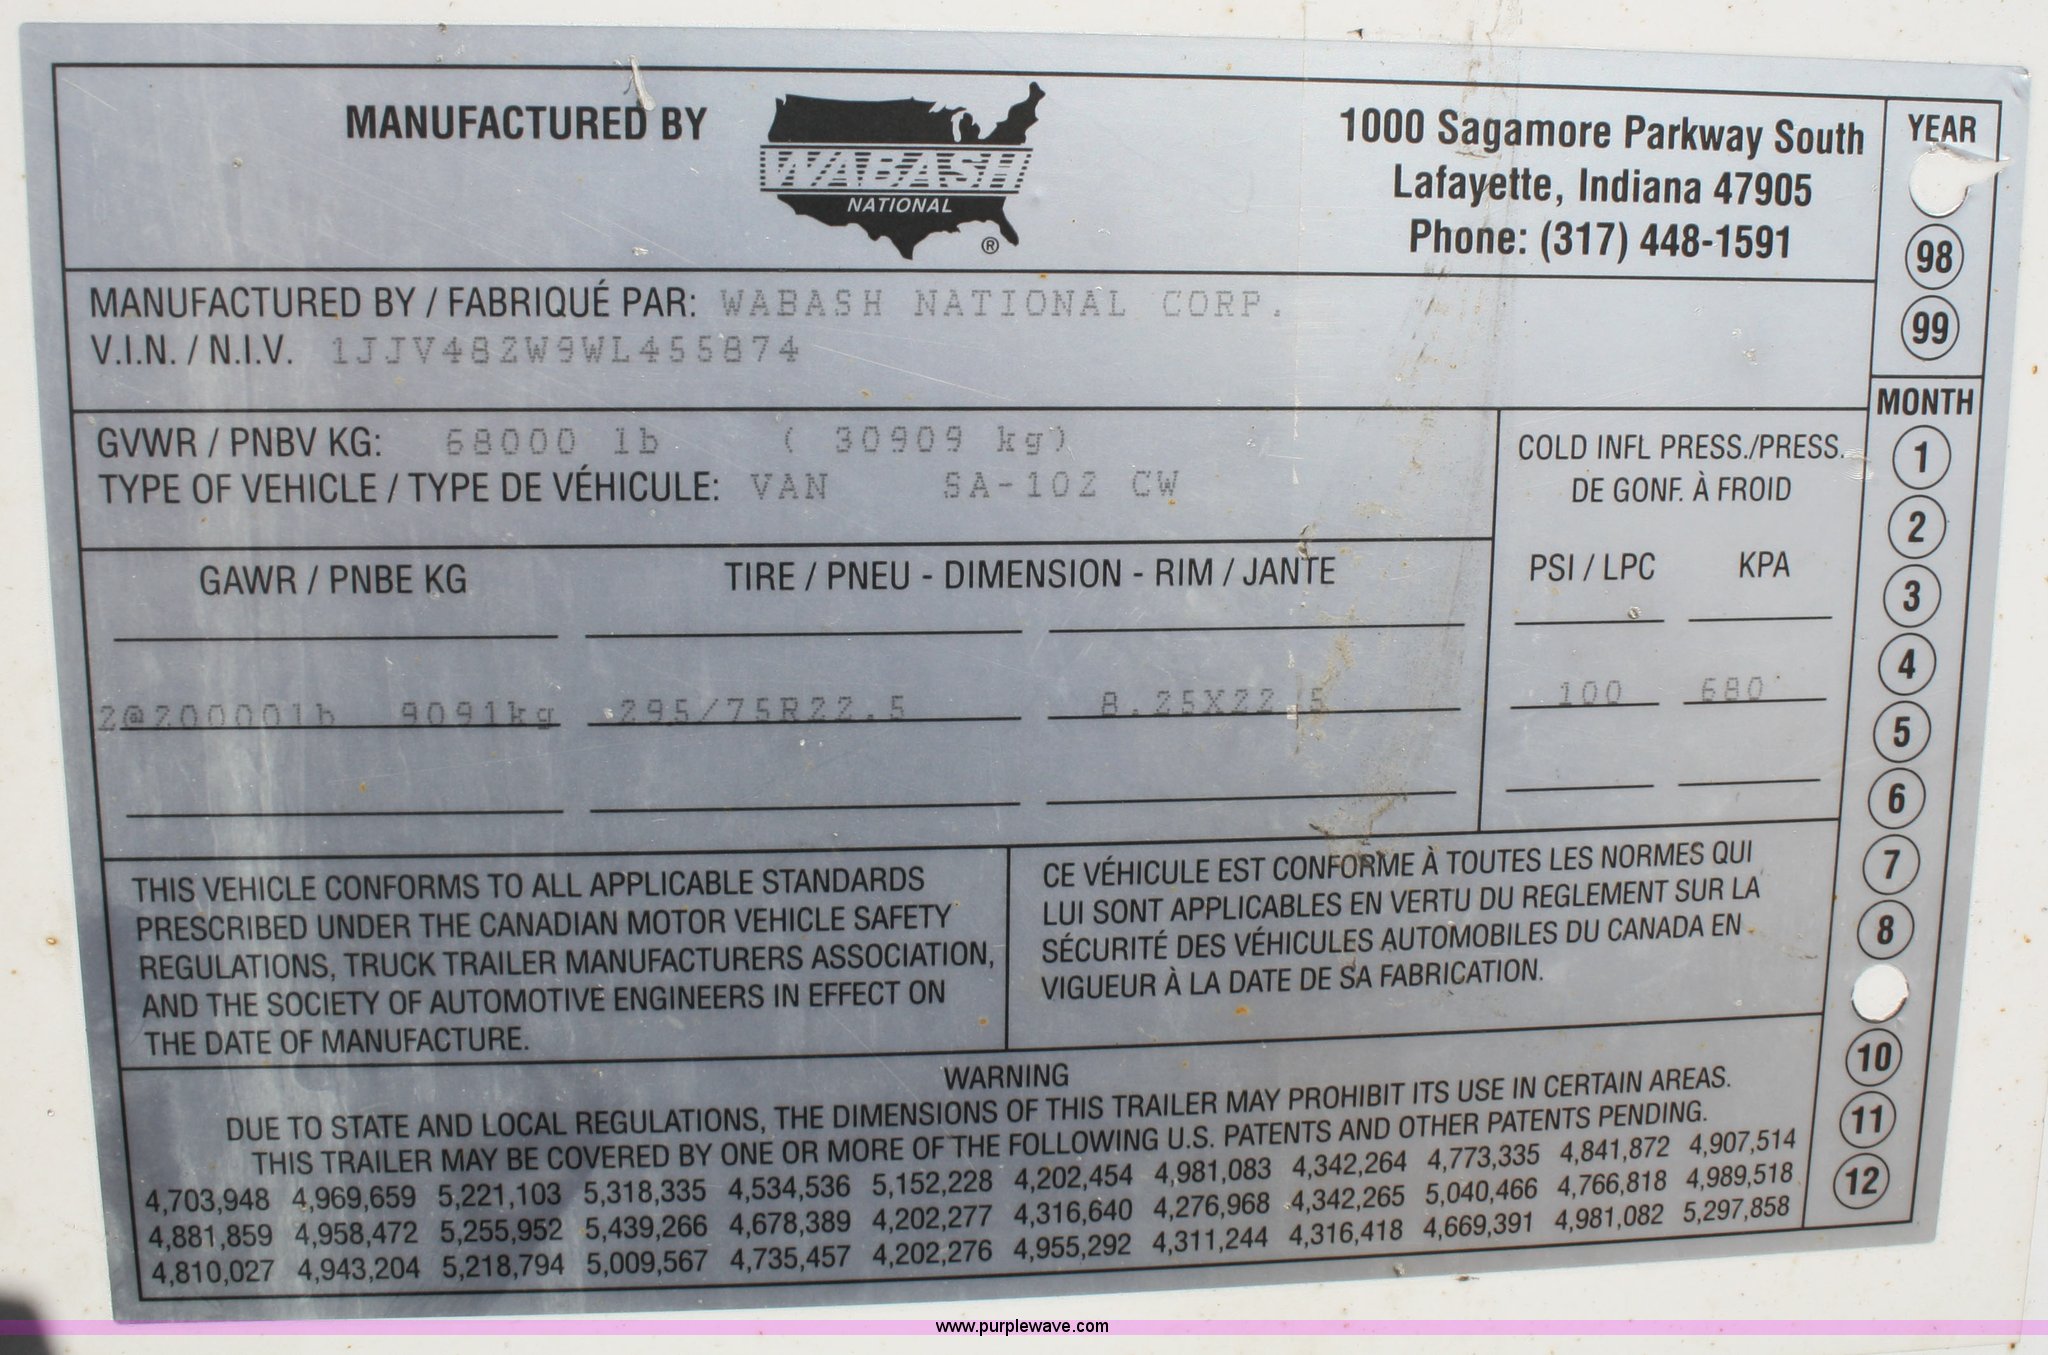 MANUFACTURED BY
WABASH
NATIONAL
®
1000 Sagamore Parkway South
Lafayette, Indiana 47905
Phone: (317) 448-1591
YEAR
98
99
MANUFACTURED BY / FABRIQUÉ PAR: WABASH NATIONAL CORP.
V.I.N. / N.I.V. 1JJV482W9WL455874
GVWR / PNBV KG: 68000 lb ( 30909 kg)
TYPE OF VEHICLE / TYPE DE VÉHICULE: VAN SA-102 CW
COLD INFL PRESS./PRESS.
DE GONF. À FROID
MONTH
1
2
3
4
5
6
7
8
10
11
12
GAWR / PNBE KG TIRE / PNEU - DIMENSION - RIM / JANTE PSI / LPC KPA
2@20000lb 9091kg 295/75R22.5 8.25X22.5 100 680
THIS VEHICLE CONFORMS TO ALL APPLICABLE STANDARDS
PRESCRIBED UNDER THE CANADIAN MOTOR VEHICLE SAFETY
REGULATIONS, TRUCK TRAILER MANUFACTURERS ASSOCIATION,
AND THE SOCIETY OF AUTOMOTIVE ENGINEERS IN EFFECT ON
THE DATE OF MANUFACTURE.
CE VÉHICULE EST CONFORME À TOUTES LES NORMES QUI
LUI SONT APPLICABLES EN VERTU DU REGLEMENT SUR LA
SÉCURITÉ DES VÉHICULES AUTOMOBILES DU CANADA EN
VIGUEUR À LA DATE DE SA FABRICATION.
WARNING
DUE TO STATE AND LOCAL REGULATIONS, THE DIMENSIONS OF THIS TRAILER MAY PROHIBIT ITS USE IN CERTAIN AREAS.
THIS TRAILER MAY BE COVERED BY ONE OR MORE OF THE FOLLOWING U.S. PATENTS AND OTHER PATENTS PENDING.
4,703,948 4,969,659 5,221,103 5,318,335 4,534,536 5,152,228 4,202,454 4,981,083 4,342,264 4,773,335 4,841,872 4,907,514
4,881,859 4,958,472 5,255,952 5,439,266 4,678,389 4,202,277 4,316,640 4,276,968 4,342,265 5,040,466 4,766,818 4,989,518
4,810,027 4,943,204 5,218,794 5,009,567 4,735,457 4,202,276 4,955,292 4,311,244 4,316,418 4,669,391 4,981,082 5,297,858
www.purplewave.com